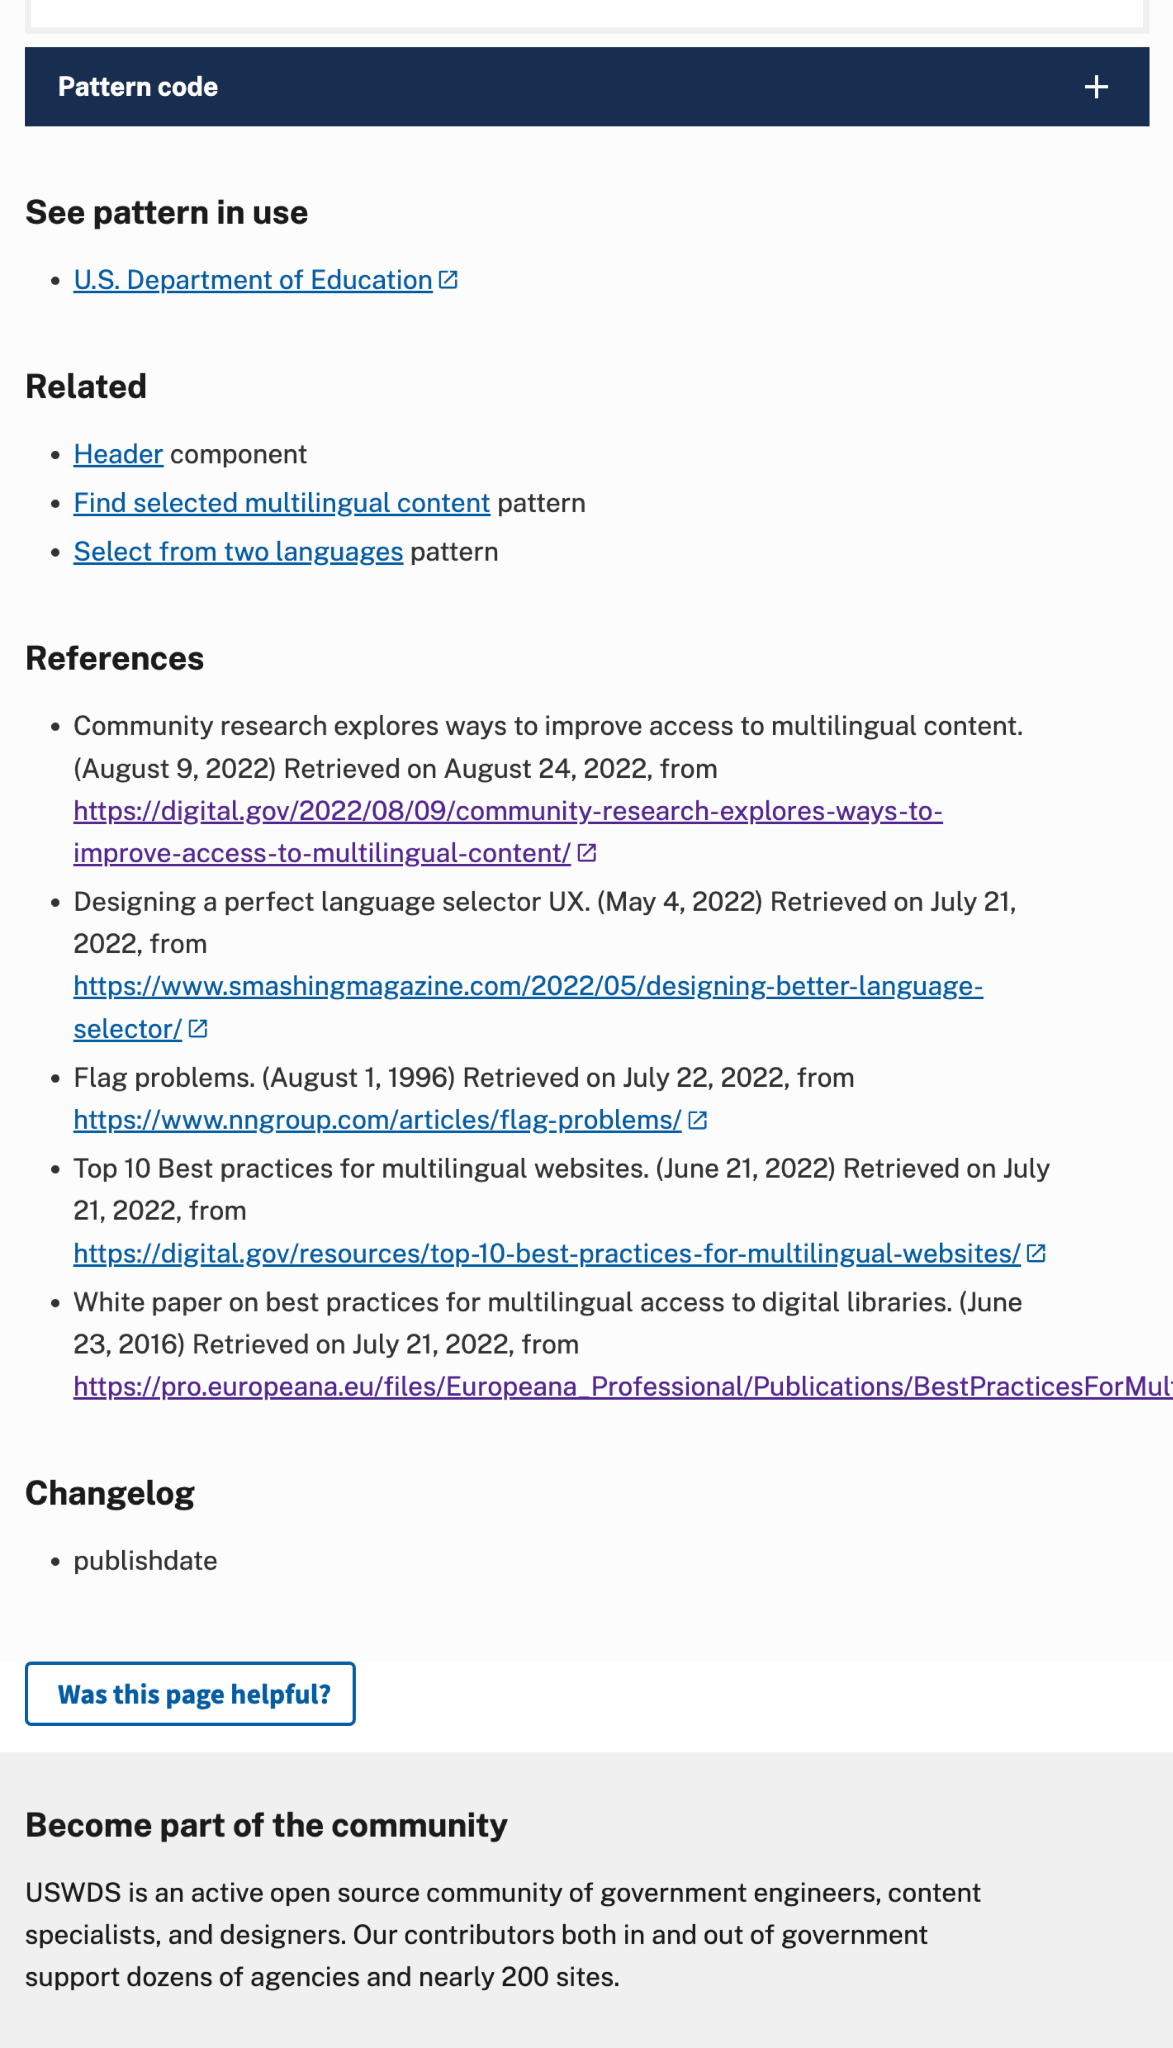 Pattern code
See pattern in use
U.S. Department of Education
Related
Header component
Find selected multilingual content pattern
Select from two languages pattern
References
Community research explores ways to improve access to multilingual content.
(August 9, 2022) Retrieved on August 24, 2022, from
https://digital.gov/2022/08/09/community-research-explores-ways-to-
improve-access-to-multilingual-content/
Designing a perfect language selector UX. (May 4, 2022) Retrieved on July 21,
2022, from
https://www.smashingmagazine.com/2022/05/designing-better-language-
selector/
Flag problems. (August 1, 1996) Retrieved on July 22, 2022, from
https://www.nngroup.com/articles/flag-problems/
Top 10 Best practices for multilingual websites. (June 21, 2022) Retrieved on July
21, 2022, from
https://digital.gov/resources/top-10-best-practices-for-multilingual-websites/
White paper on best practices for multilingual access to digital libraries. (June
23, 2016) Retrieved on July 21, 2022, from
https://pro.europeana.eu/files/Europeana_Professional/Publications/BestPracticesForMul
Changelog
publishdate
Was this page helpful?
Become part of the community
USWDS is an active open source community of government engineers, content
specialists, and designers. Our contributors both in and out of government
support dozens of agencies and nearly 200 sites.